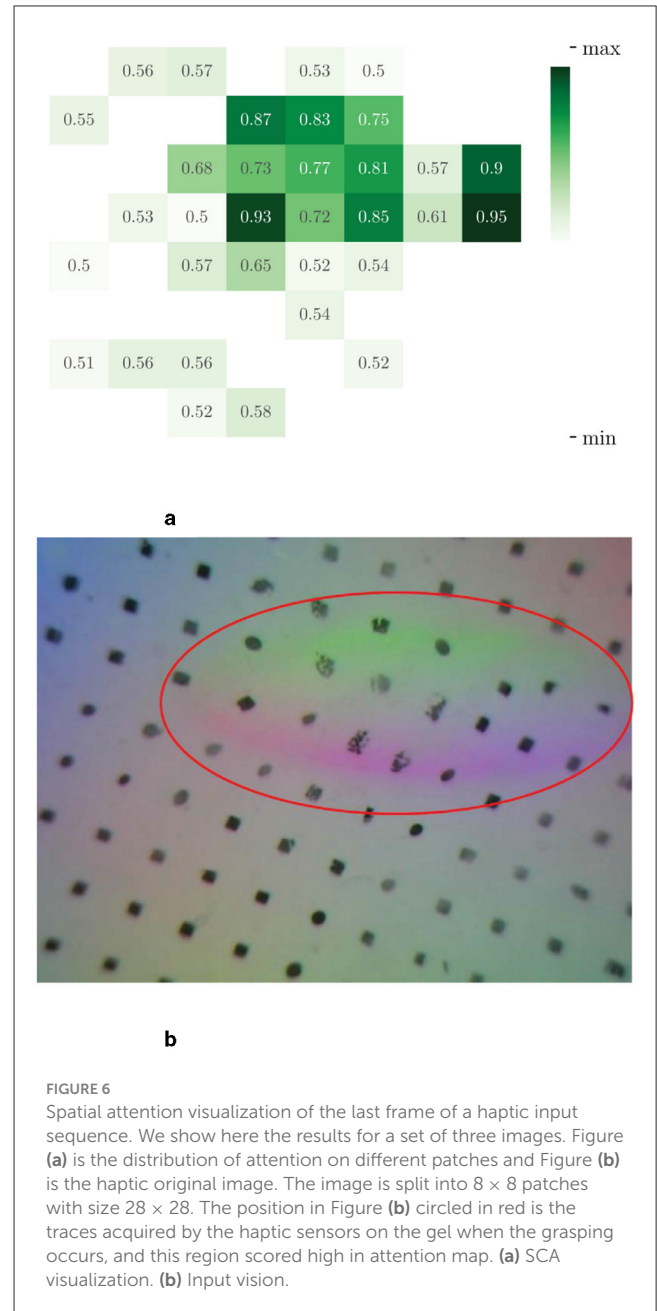 - max
0.56 0.57 0.53 0.5
0.55 0.87 0.83 0.75
0.68 0.73 0.77 0.81 0.57 0.9
0.53 0.5 0.93 0.72 0.85 0.61 0.95
0.5 0.57 0.65 0.52 0.54
0.54
0.51 0.56 0.56 0.52
0.52 0.58
- min
a
b
FIGURE 6
Spatial attention visualization of the last frame of a haptic input
sequence. We show here the results for a set of three images. Figure
(a) is the distribution of attention on different patches and Figure (b)
is the haptic original image. The image is split into 8 × 8 patches
with size 28 × 28. The position in Figure (b) circled in red is the
traces acquired by the haptic sensors on the gel when the grasping
occurs, and this region scored high in attention map. (a) SCA
visualization. (b) Input vision.